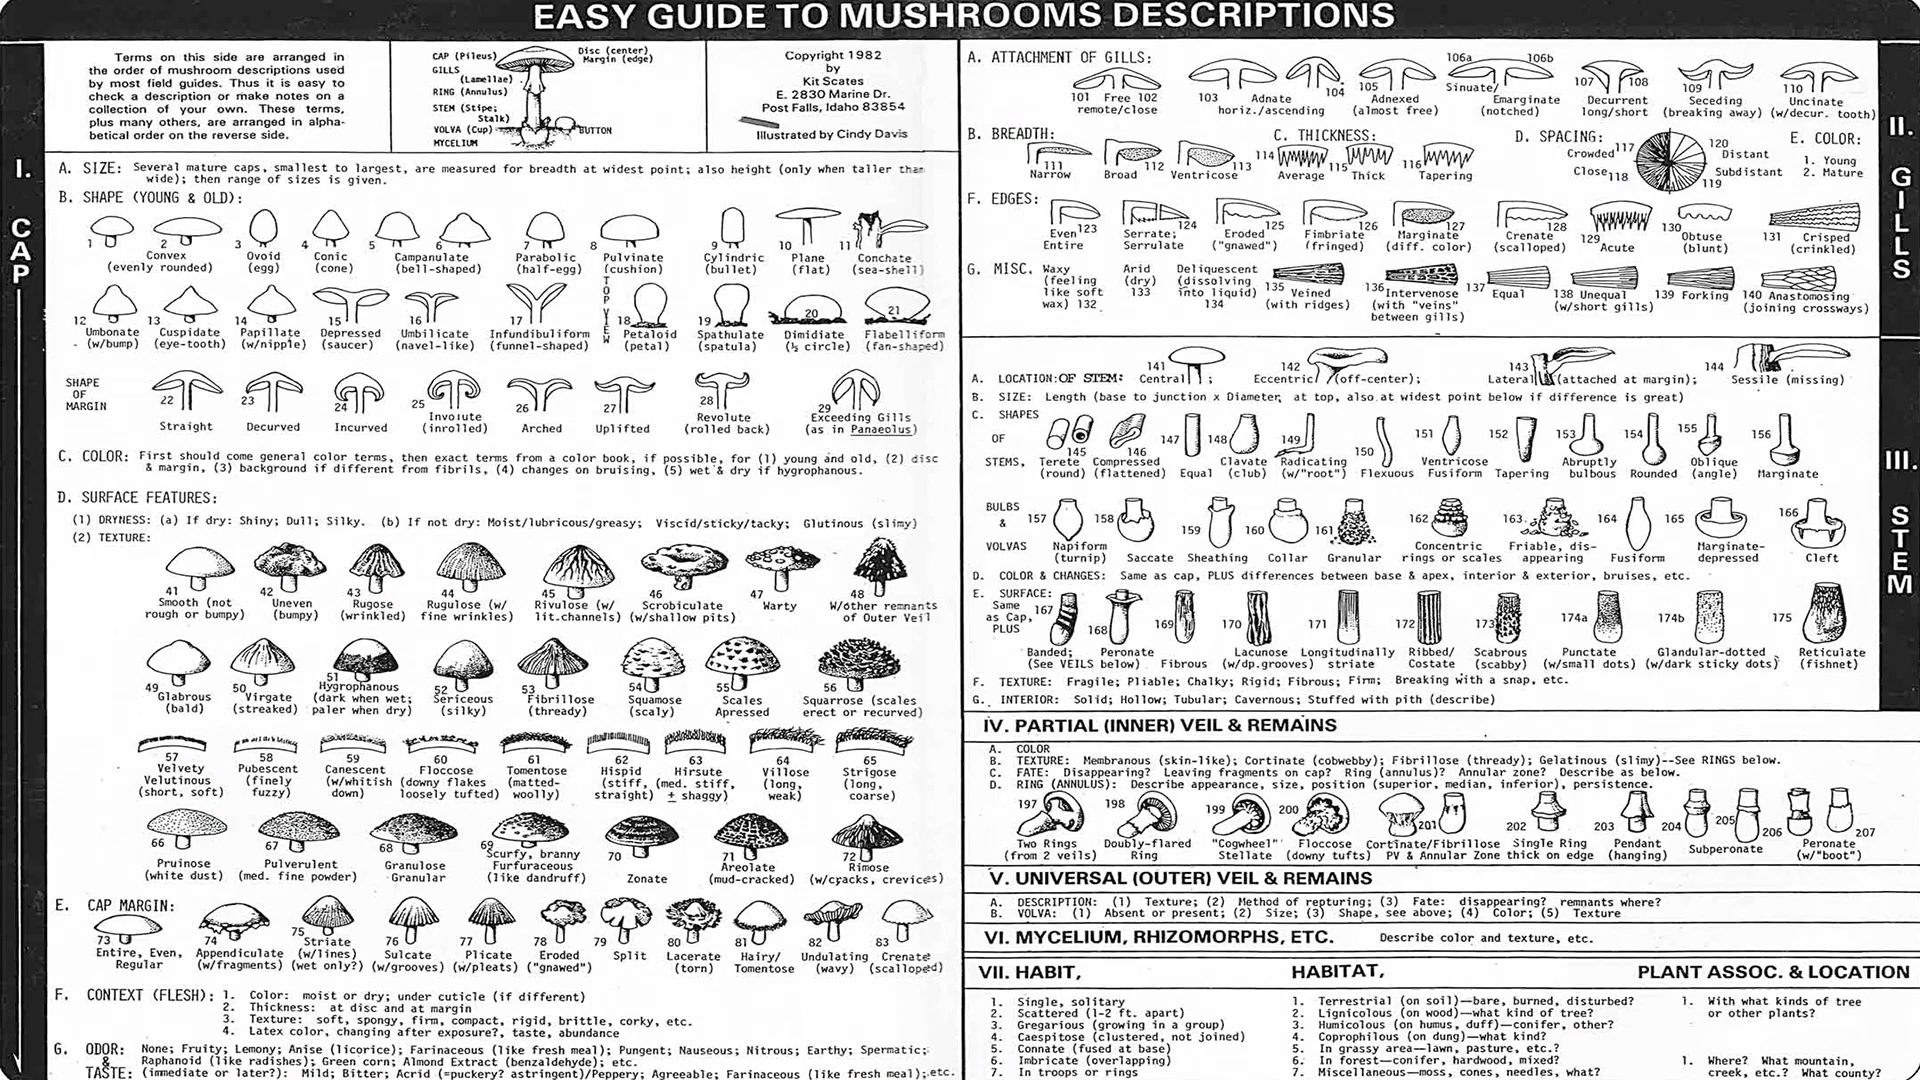 EASY GUIDE TO MUSHROOMS DESCRIPTIONS
Terms on this side are arranged in
the order of mushroom descriptions used
by most field guides. Thus it is easy to
check a description or make notes on a
collection of your own. These terms,
plus many others, are arranged in alpha-
betical order on the reverse side.
CAP (Pileus)
Disc (center)
Margin (edge)
GILLS
(Lamellae)
RING (Annulus)
STEM (Stipe;
Stalk)
VOLVA (Cup)
BUTTON
MYCELIUM
Copyright 1982
by
Kit Scates
E. 2830 Marine Dr.
Post Falls, Idaho 83854
Illustrated by Cindy Davis
I.
CAP
A. SIZE: Several mature caps, smallest to largest, are measured for breadth at widest point; also height (only when taller than
wide); then range of sizes is given.
B. SHAPE (YOUNG & OLD):
1 2 3 4 5 6 7 8 9 10 11
Convex Ovoid Conic Campanulate Parabolic Pulvinate Cylindric Plane Conchate
(evenly rounded) (egg) (cone) (bell-shaped) (half-egg) (cushion) (bullet) (flat) (sea-shell)
TOP VIEW
12 13 14 15 16 17 18 19 20 21
Umbonate Cuspidate Papillate Depressed Umbilicate Infundibuliform Petaloid Spathulate Dimidiate Flabelliform
(w/bump) (eye-tooth) (w/nipple) (saucer) (navel-like) (funnel-shaped) (petal) (spatula) (½ circle) (fan-shaped)
SHAPE
OF
MARGIN
22 23 24 25 26 27 28 29
Straight Decurved Incurved Involute Arched Uplifted Revolute Exceeding Gills
(inrolled) (rolled back) (as in Panaeolus)
C. COLOR: First should come general color terms, then exact terms from a color book, if possible, for (1) young and old, (2) disc
& margin, (3) background if different from fibrils, (4) changes on bruising, (5) wet & dry if hygrophanous.
D. SURFACE FEATURES:
(1) DRYNESS: (a) If dry: Shiny; Dull; Silky. (b) If not dry: Moist/lubricous/greasy; Viscid/sticky/tacky; Glutinous (slimy)
(2) TEXTURE:
41 42 43 44 45 46 47 48
Smooth (not Uneven Rugose Rugulose (w/ Rivulose (w/ Scrobiculate Warty W/other remnants
rough or bumpy) (bumpy) (wrinkled) fine wrinkles) lit.channels) (w/shallow pits) of Outer Veil
49 50 51 52 53 54 55 56
Glabrous Virgate Hygrophanous Sericeous Fibrillose Squamose Scales Squarrose (scales
(bald) (streaked) (dark when wet; (silky) (thready) (scaly) Apressed erect or recurved)
paler when dry)
57 58 59 60 61 62 63 64 65
Velvety Pubescent Canescent Floccose Tomentose Hispid Hirsute Villose Strigose
Velutinous (finely (w/whitish (downy flakes (matted- (stiff, (med. stiff, (long, (long,
(short, soft) fuzzy) down) loosely tufted) woolly) straight) ± shaggy) weak) coarse)
66 67 68 69 70 71 72
Pruinose Pulverulent Granulose Scurfy, branny Zonate Areolate Rimose
(white dust) (med. fine powder) Granular Furfuraceous (mud-cracked) (w/cracks, crevices)
(like dandruff)
E. CAP MARGIN:
73 74 75 76 77 78 79 80 81 82 83
Entire, Even, Appendiculate Striate Sulcate Plicate Eroded Split Lacerate Hairy/ Undulating Crenate
Regular (w/fragments) (w/lines) (w/grooves) (w/pleats) ("gnawed") (torn) Tomentose (wavy) (scalloped)
(wet only?)
F. CONTEXT (FLESH): 1. Color: moist or dry; under cuticle (if different)
2. Thickness: at disc and at margin
3. Texture: soft, spongy, firm, compact, rigid, brittle, corky, etc.
4. Latex color, changing after exposure?, taste, abundance
G. ODOR: None; Fruity; Lemony; Anise (licorice); Farinaceous (like fresh meal); Pungent; Nauseous; Nitrous; Earthy; Spermatic;
& Raphanoid (like radishes); Green corn; Almond Extract (benzaldehyde); etc.
TASTE: (immediate or later?): Mild; Bitter; Acrid (=puckery? astringent)/Peppery; Agreeable; Farinaceous (like fresh meal); etc.
II.
GILLS
A. ATTACHMENT OF GILLS:
101 Free 102 103 Adnate 104 105 Adnexed 106a Sinuate/ 106b Emarginate 107 108 Decurrent 109 Seceding 110 Uncinate
remote/close horiz./ascending (almost free) (notched) long/short (breaking away) (w/decur. tooth)
B. BREADTH: C. THICKNESS: D. SPACING: E. COLOR:
111 112 113 114 115 116
Narrow Broad Ventricose Average Thick Tapering
Crowded 117
Close 118
120 Distant
Subdistant 119
1. Young
2. Mature
F. EDGES:
123 124 125 126 127 128 129 130 131
Even Serrate; Eroded Fimbriate Marginate Crenate Acute Obtuse Crisped
Entire Serrulate ("gnawed") (fringed) (diff. color) (scalloped) (blunt) (crinkled)
G. MISC. Waxy Arid Deliquescent 135 Veined 136 Intervenose 137 Equal 138 Unequal 139 Forking 140 Anastomosing
(feeling (dry) (dissolving (with ridges) (with "veins" (w/short gills) (joining crossways)
like soft 133 into liquid) between gills)
wax) 132 134
III.
STEM
A. LOCATION: OF STEM: 141 Central ; 142 Eccentric (off-center); 143 Lateral (attached at margin); 144 Sessile (missing)
B. SIZE: Length (base to junction x Diameter, at top, also at widest point below if difference is great)
C. SHAPES
OF
STEMS,
145 146 147 148 149 150 151 152 153 154 155 156
Terete Compressed Equal Clavate Radicating Flexuous Ventricose Tapering Abruptly Rounded Oblique Marginate
(round) (flattened) (club) (w/"root") Fusiform bulbous (angle)
BULBS
&
VOLVAS
157 158 159 160 161 162 163 164 165 166
Napiform Saccate Sheathing Collar Granular Concentric Friable, dis- Fusiform Marginate- Cleft
(turnip) rings or scales appearing depressed
D. COLOR & CHANGES: Same as cap, PLUS differences between base & apex, interior & exterior, bruises, etc.
E. SURFACE:
Same
as Cap,
PLUS
167 168 169 170 171 172 173 174a 174b 175
Banded; Peronate Fibrous Lacunose Longitudinally Ribbed/ Scabrous Punctate Glandular-dotted Reticulate
(See VEILS below) (w/dp.grooves) striate Costate (scabby) (w/small dots) (w/dark sticky dots) (fishnet)
F. TEXTURE: Fragile; Pliable; Chalky; Rigid; Fibrous; Firm; Breaking with a snap, etc.
G. INTERIOR: Solid; Hollow; Tubular; Cavernous; Stuffed with pith (describe)
IV. PARTIAL (INNER) VEIL & REMAINS
A. COLOR
B. TEXTURE: Membranous (skin-like); Cortinate (cobwebby); Fibrillose (thready); Gelatinous (slimy)--See RINGS below.
C. FATE: Disappearing? Leaving fragments on cap? Ring (annulus)? Annular zone? Describe as below.
D. RING (ANNULUS): Describe appearance, size, position (superior, median, inferior), persistence.
197 198 199 200 201 202 203 204 205 206 207
Two Rings Doubly-flared "Cogwheel" Floccose Cortinate/Fibrillose Single Ring Pendant Subperonate Peronate
(from 2 veils) Ring Stellate (downy tufts) PV & Annular Zone thick on edge (hanging) (w/"boot")
V. UNIVERSAL (OUTER) VEIL & REMAINS
A. DESCRIPTION: (1) Texture; (2) Method of repturing; (3) Fate: disappearing? remnants where?
B. VOLVA: (1) Absent or present; (2) Size; (3) Shape, see above; (4) Color; (5) Texture
VI. MYCELIUM, RHIZOMORPHS, ETC. Describe color and texture, etc.
VII. HABIT, HABITAT, PLANT ASSOC. & LOCATION
1. Single, solitary
2. Scattered (1-2 ft. apart)
3. Gregarious (growing in a group)
4. Caespitose (clustered, not joined)
5. Connate (fused at base)
6. Imbricate (overlapping)
7. In troops or rings
1. Terrestrial (on soil)—bare, burned, disturbed?
2. Lignicolous (on wood)—what kind of tree?
3. Humicolous (on humus, duff)—conifer, other?
4. Coprophilous (on dung)—what kind?
5. In grassy area—lawn, pasture, etc.?
6. In forest—conifer, hardwood, mixed?
7. Miscellaneous—moss, cones, needles, what?
1. With what kinds of tree
or other plants?
1. Where? What mountain,
creek, etc.? What county?